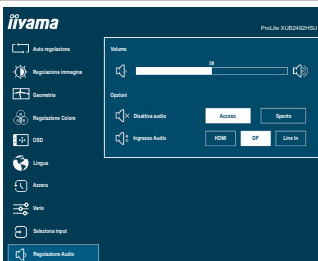 iiyama
ProLite XUB2492HSU
Auto regolazione
Volume
50
Regolazione Immagine
Geometria
Opzioni
Regolazione Colore
Disattiva audio
Acceso
Spento
OSD
Ingresso Audio
HDMI
DP
Line In
Lingua
Azzera
Varie
Seleziona input
Regolazione Audio